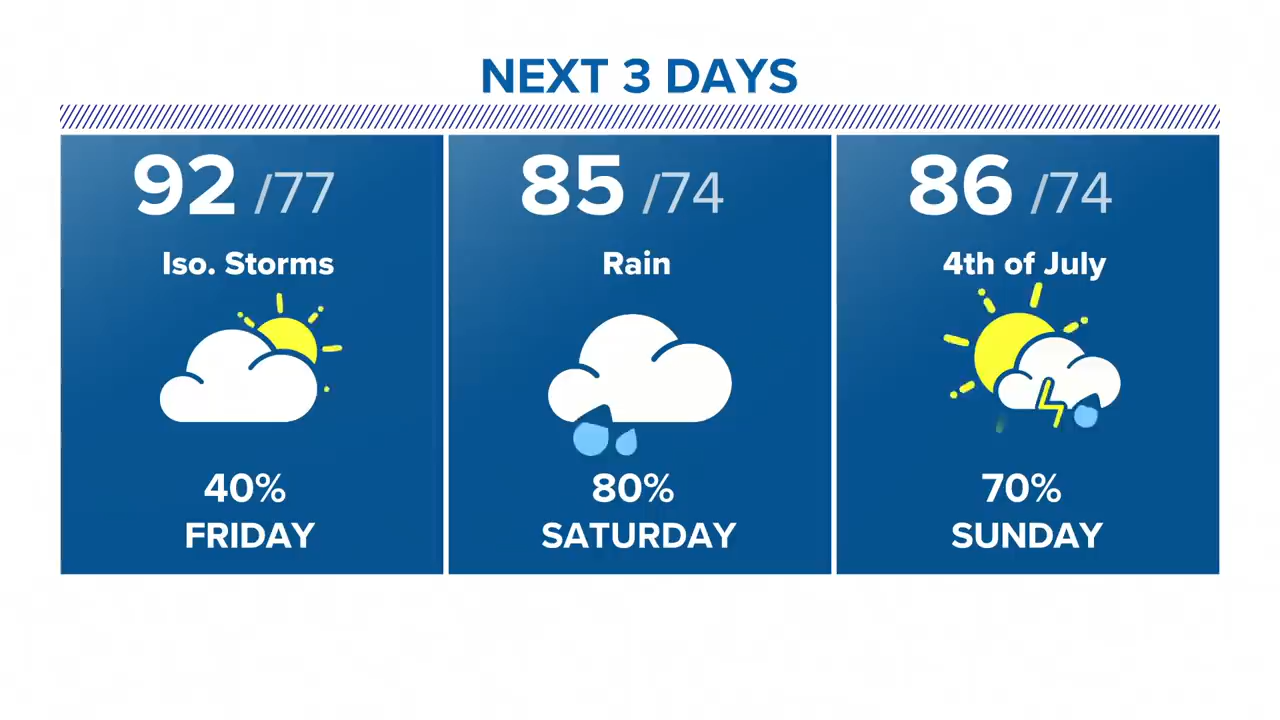 NEXT 3 DAYS
92 /77
Iso. Storms
40%
FRIDAY
85 /74
Rain
80%
SATURDAY
86 /74
4th of July
70%
SUNDAY